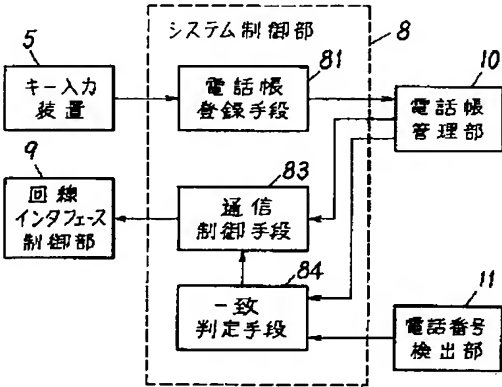 システム制御部
8
5
キー入力
装置
81
電話帳
登録手段
10
電話帳
管理部
9
回線
インタフェース
制御部
83
通信
制御手段
84
一致
判定手段
11
電話番号
検出部